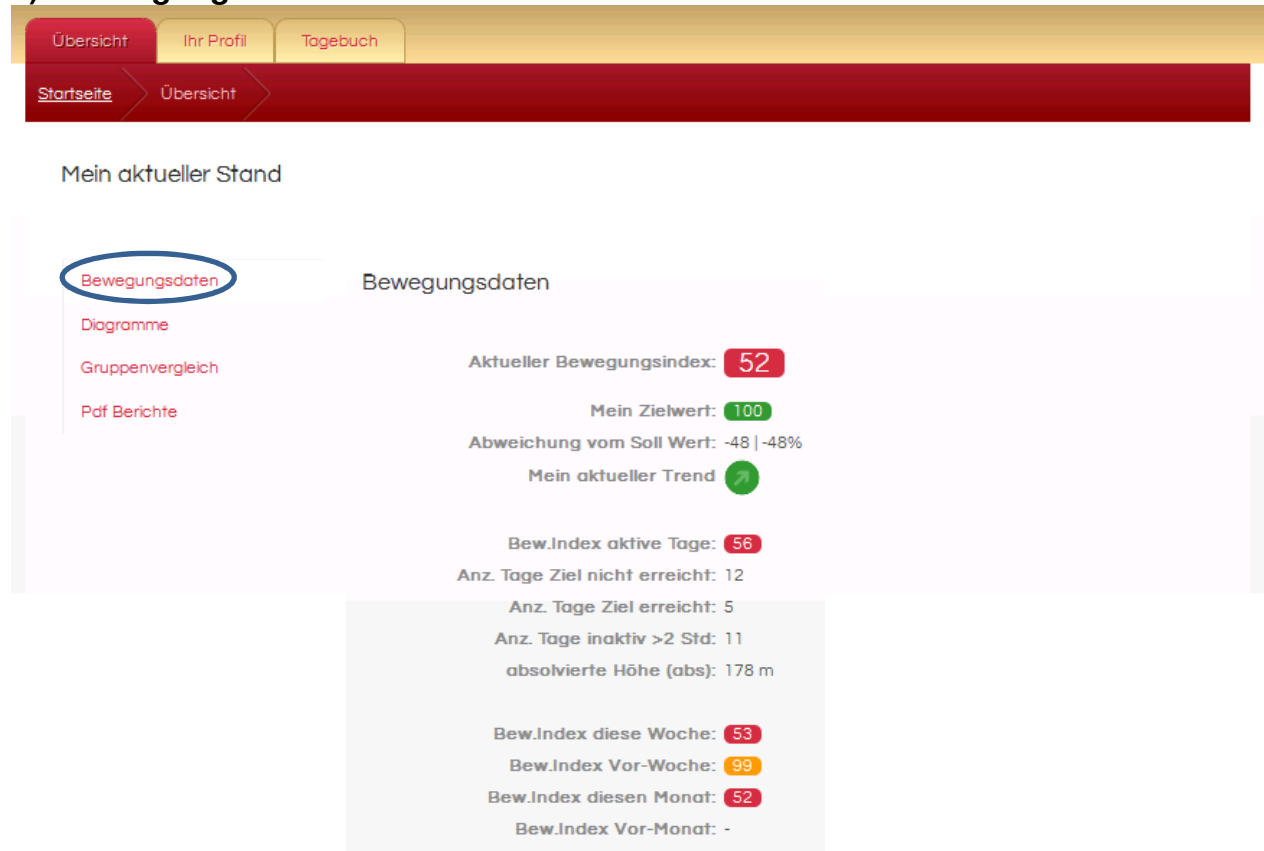 Übersicht Ihr Profil Tagebuch
Startseite Übersicht
Mein aktueller Stand
Bewegungsdaten
Diagramme
Gruppenvergleich
Pdf Berichte
Bewegungsdaten
Aktueller Bewegungsindex: 52
Mein Zielwert: 100
Abweichung vom Soll Wert: -48 | -48%
Mein aktueller Trend
Bew.Index aktive Tage: 56
Anz. Tage Ziel nicht erreicht: 12
Anz. Tage Ziel erreicht: 5
Anz. Tage inaktiv >2 Std: 11
absolvierte Höhe (abs): 178 m
Bew.Index diese Woche: 53
Bew.Index Vor-Woche: 99
Bew.Index diesen Monat: 52
Bew.Index Vor-Monat: -